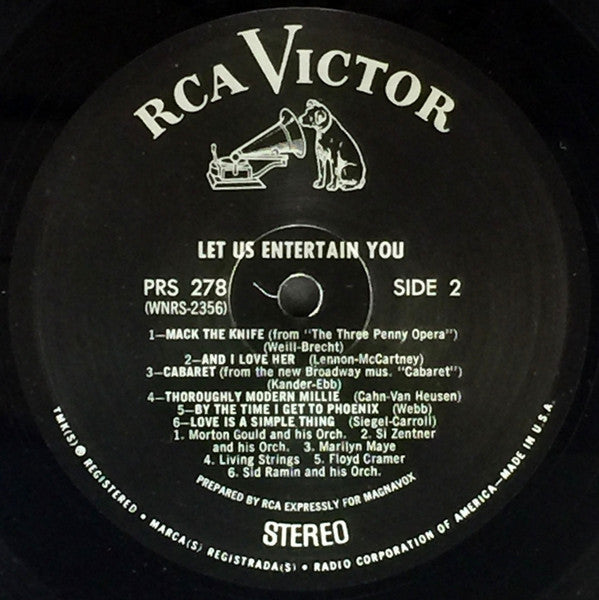 RCA VICTOR
LET US ENTERTAIN YOU
PRS 278
(WNRS-2356)
SIDE 2
1—MACK THE KNIFE (from "The Three Penny Opera")
(Weill-Brecht)
2—AND I LOVE HER (Lennon-McCartney)
3—CABARET (from the new Broadway mus. "Cabaret")
(Kander-Ebb)
4—THOROUGHLY MODERN MILLIE (Cahn-Van Heusen)
5—BY THE TIME I GET TO PHOENIX (Webb)
6—LOVE IS A SIMPLE THING (Siegel-Carroll)
1. Morton Gould and his Orch. 2. Si Zentner
and his Orch. 3. Marilyn Maye
4. Living Strings 5. Floyd Cramer
6. Sid Ramin and his Orch.
PREPARED BY RCA EXPRESSLY FOR MAGNAVOX
STEREO
TMK(S) ® REGISTERED • MARCA(S) REGISTRADA(S) • RADIO CORPORATION OF AMERICA—MADE IN U.S.A.